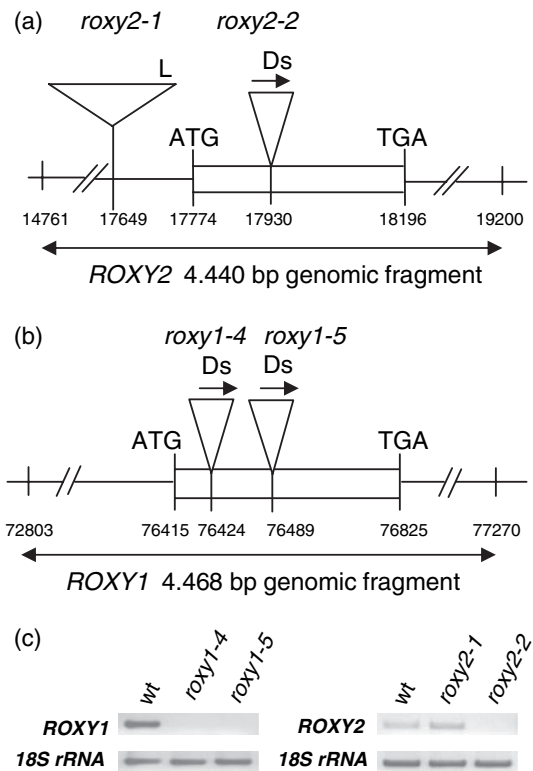 (a) roxy2-1 roxy2-2
L Ds
ATG TGA
14761 17649 17774 17930 18196 19200
ROXY2 4.440 bp genomic fragment
(b) roxy1-4 roxy1-5
Ds Ds
ATG TGA
72803 76415 76424 76489 76825 77270
ROXY1 4.468 bp genomic fragment
(c) wt roxy1-4 roxy1-5 wt roxy2-1 roxy2-2
ROXY1 ROXY2
18S rRNA 18S rRNA